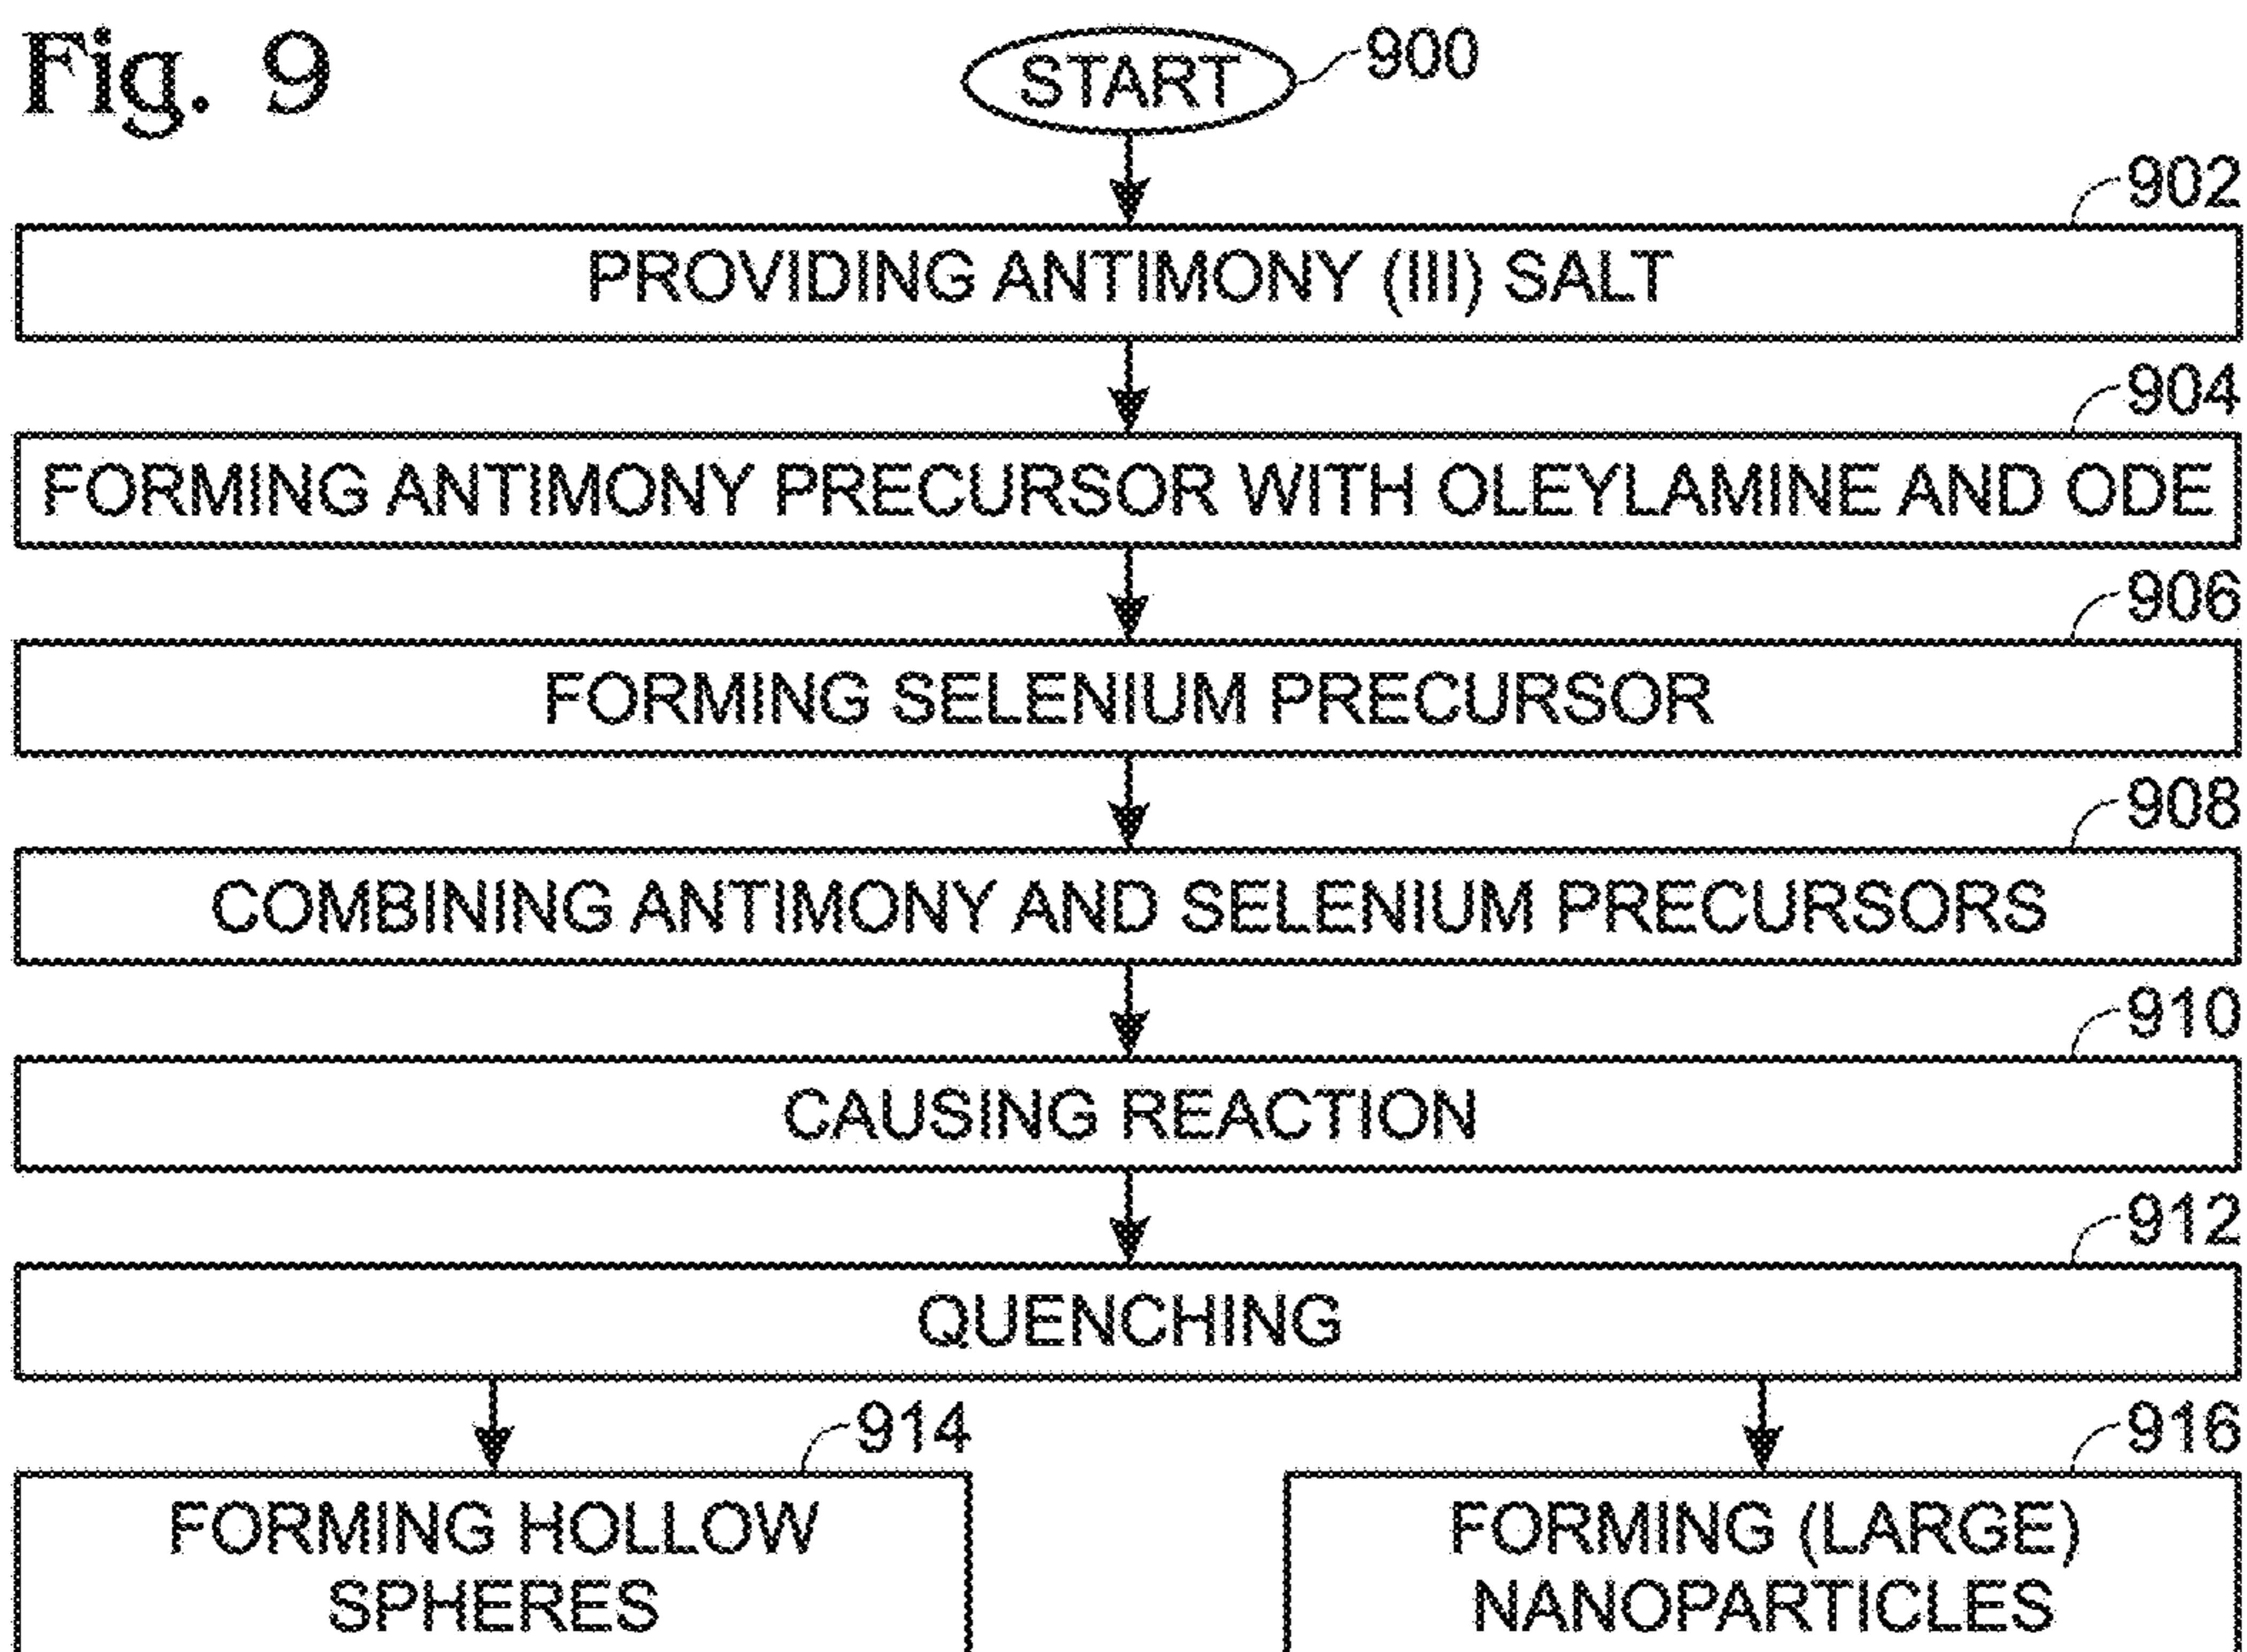 Fig. 9
START
900
902
PROVIDING ANTIMONY (III) SALT
904
FORMING ANTIMONY PRECURSOR WITH OLEYLAMINE AND ODE
906
FORMING SELENIUM PRECURSOR
908
COMBINING ANTIMONY AND SELENIUM PRECURSORS
910
CAUSING REACTION
912
QUENCHING
914
FORMING HOLLOW
SPHERES
916
FORMING (LARGE)
NANOPARTICLES